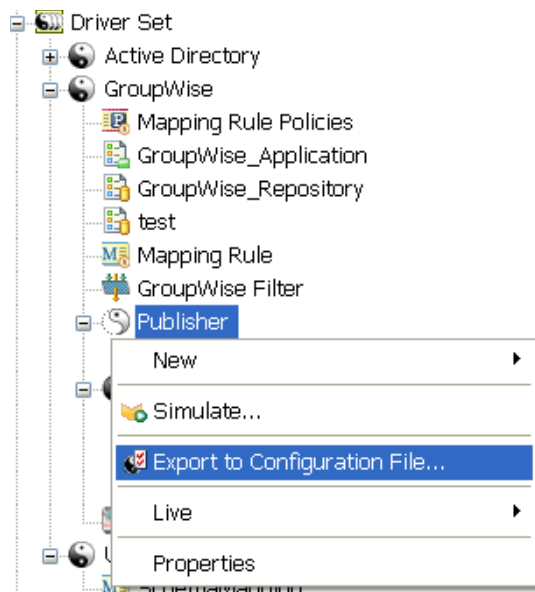 Driver Set
Active Directory
GroupWise
Mapping Rule Policies
GroupWise_Application
GroupWise_Repository
test
Mapping Rule
GroupWise Filter
Publisher
New
Simulate...
Export to Configuration File...
Live
Properties